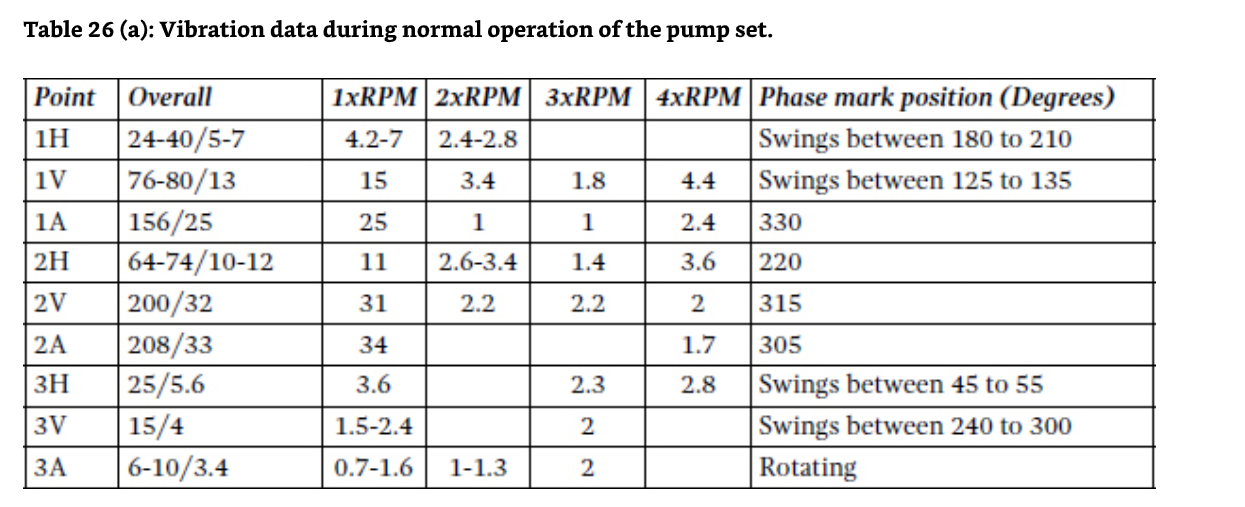 Table 26 (a): Vibration data during normal operation of the pump set.
Point Overall 1xRPM 2xRPM 3xRPM 4xRPM Phase mark position (Degrees)
1H 24-40/5-7 4.2-7 2.4-2.8 Swings between 180 to 210
1V 76-80/13 15 3.4 1.8 4.4 Swings between 125 to 135
1A 156/25 25 1 1 2.4 330
2H 64-74/10-12 11 2.6-3.4 1.4 3.6 220
2V 200/32 31 2.2 2.2 2 315
2A 208/33 34 1.7 305
3H 25/5.6 3.6 2.3 2.8 Swings between 45 to 55
3V 15/4 1.5-2.4 2 Swings between 240 to 300
3A 6-10/3.4 0.7-1.6 1-1.3 2 Rotating